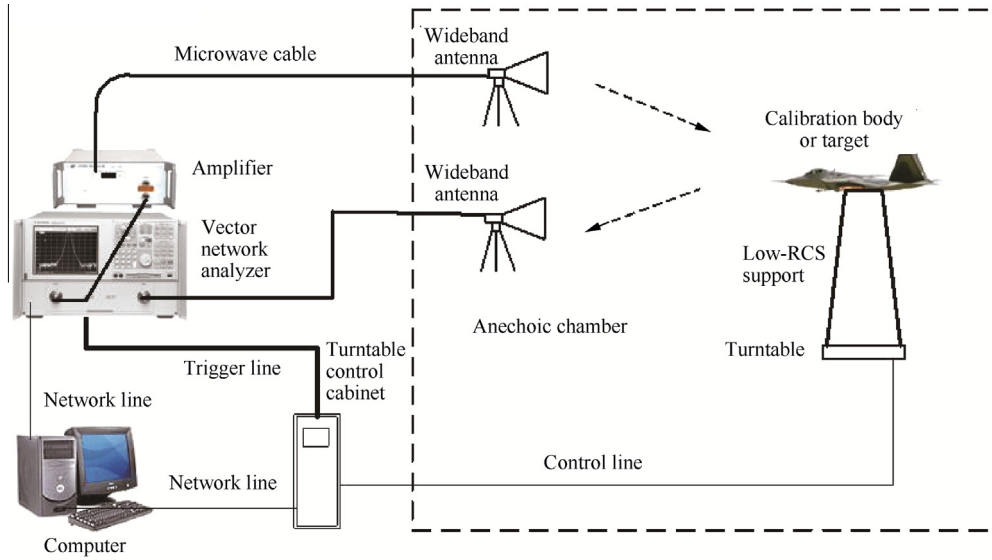 Microwave cable
Wideband
antenna
Calibration body
or target
Amplifier
Wideband
antenna
Vector
network
analyzer
Low-RCS
support
Anechoic chamber
Turntable
Trigger line
Turntable
control
cabinet
Network line
Control line
Network line
Computer